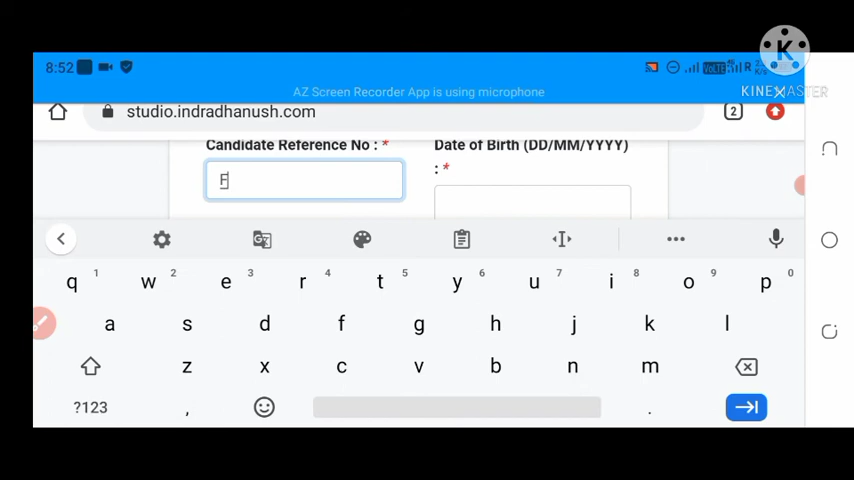 8:52
VoLTE
R
K/s
K
AZ Screen Recorder App is using microphone
KINEMASTER
studio.indradhanush.com
2
Candidate Reference No : *
Date of Birth (DD/MM/YYYY)
: *
F
q 1 w 2 e 3 r 4 t 5 y 6 u 7 i 8 o 9 p 0
a s d f g h j k l
z x c v b n m
?123 , .